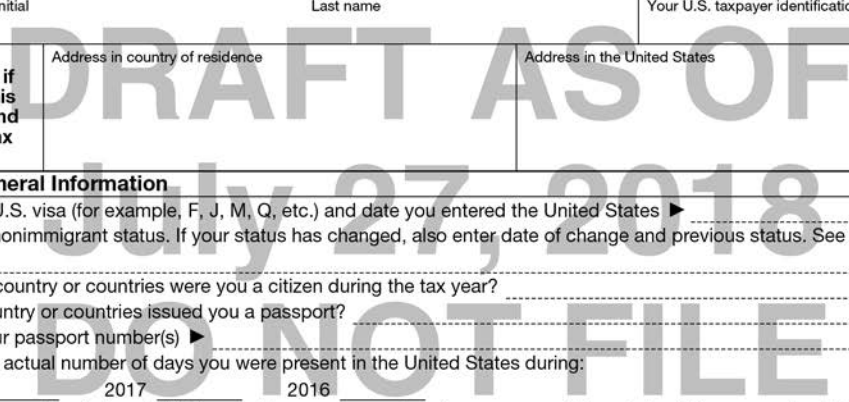 nitial Last name Your U.S. taxpayer identificatio
Address in country of residence Address in the United States
if
is
nd
ax
DRAFT AS OF
neral Information
J.S. visa (for example, F, J, M, Q, etc.) and date you entered the United States ►
onimmigrant status. If your status has changed, also enter date of change and previous status. See
July 27, 2018
country or countries were you a citizen during the tax year?
untry or countries issued you a passport?
ur passport number(s) ►
DO NOT FILE
actual number of days you were present in the United States during:
2017 2016